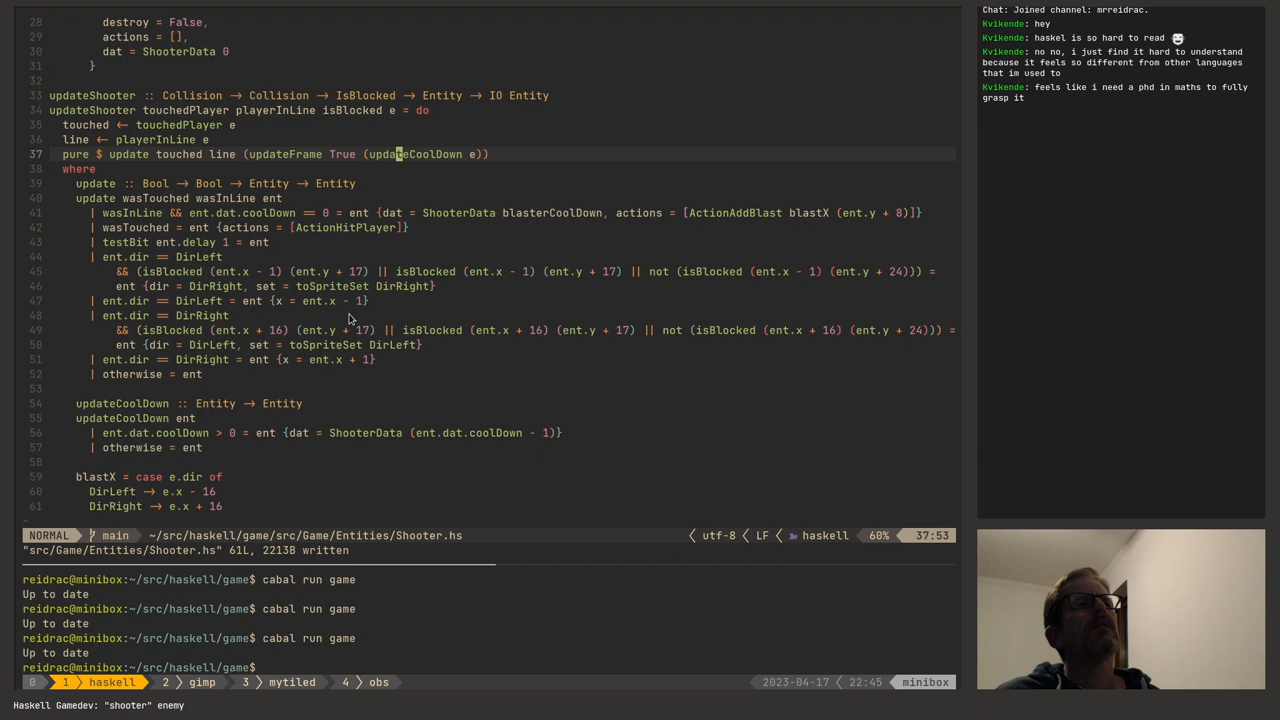 28         destroy = False,
29         actions = [],
30         dat = ShooterData 0
31       }
32
33 updateShooter :: Collision → Collision → IsBlocked → Entity → IO Entity
34 updateShooter touchedPlayer playerInLine isBlocked e = do
35   touched ← touchedPlayer e
36   line ← playerInLine e
37   pure $ update touched line (updateFrame True (updateCoolDown e))
38   where
39     update :: Bool → Bool → Entity → Entity
40     update wasTouched wasInLine ent
41       | wasInLine && ent.dat.coolDown == 0 = ent {dat = ShooterData blasterCoolDown, actions = [ActionAddBlast blastX (ent.y + 8)]}
42       | wasTouched = ent {actions = [ActionHitPlayer]}
43       | testBit ent.delay 1 = ent
44       | ent.dir == DirLeft
45           && (isBlocked (ent.x - 1) (ent.y + 17) || isBlocked (ent.x - 1) (ent.y + 17) || not (isBlocked (ent.x - 1) (ent.y + 24))) =
46           ent {dir = DirRight, set = toSpriteSet DirRight}
47       | ent.dir == DirLeft = ent {x = ent.x - 1}
48       | ent.dir == DirRight
49           && (isBlocked (ent.x + 16) (ent.y + 17) || isBlocked (ent.x + 16) (ent.y + 17) || not (isBlocked (ent.x + 16) (ent.y + 24))) =
50           ent {dir = DirLeft, set = toSpriteSet DirLeft}
51       | ent.dir == DirRight = ent {x = ent.x + 1}
52       | otherwise = ent
53
54     updateCoolDown :: Entity → Entity
55     updateCoolDown ent
56       | ent.dat.coolDown > 0 = ent {dat = ShooterData (ent.dat.coolDown - 1)}
57       | otherwise = ent
58
59     blastX = case e.dir of
60       DirLeft → e.x - 16
61       DirRight → e.x + 16
~
NORMAL main ~/src/haskell/game/src/Game/Entities/Shooter.hs utf-8 LF haskell 60% 37:53
"src/Game/Entities/Shooter.hs" 61L, 2213B written
reidrac@minibox:~/src/haskell/game$ cabal run game
Up to date
reidrac@minibox:~/src/haskell/game$ cabal run game
Up to date
reidrac@minibox:~/src/haskell/game$ cabal run game
Up to date
reidrac@minibox:~/src/haskell/game$
0 1 haskell 2 gimp 3 mytiled 4 obs 2023-04-17 22:45 minibox
Haskell Gamedev: "shooter" enemy
Chat: Joined channel: mrreidrac.
Kvikende: hey
Kvikende: haskel is so hard to read
Kvikende: no no, i just find it hard to understand
because it feels so different from other languages
that im used to
Kvikende: feels like i need a phd in maths to fully
grasp it